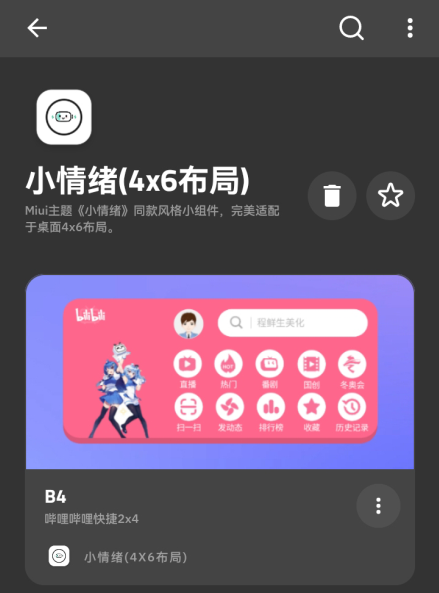 小情绪(4x6布局)
Miui主题《小情绪》同款风格小组件，完美适配
于桌面4x6布局。
bilibili
程鲜生美化
直播 热门 番剧 国创 冬奥会
HOT
扫一扫 发动态 排行榜 收藏 历史记录
B4
哔哩哔哩快捷2x4
小情绪(4X6布局)